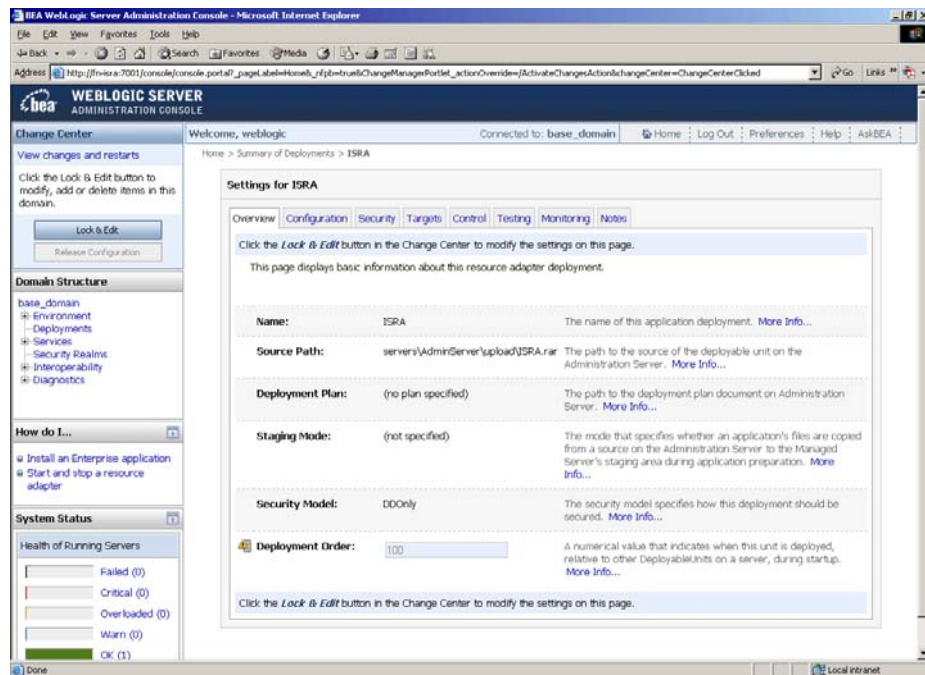 BEA WebLogic Server Administration Console - Microsoft Internet Explorer
File Edit View Favorites Tools Help
Back Search Favorites Media
Address http://fn-isra:7001/console/console.portal?_pageLabel=Home&_nfpb=true&ChangeManagerPortlet_actionOverride=/ActivateChangesAction&changeCenter=ChangeCenterClicked Go Links
bea WEBLOGIC SERVER
ADMINISTRATION CONSOLE
Change Center
Welcome, weblogic Connected to: base_domain Home Log Out Preferences Help AskBEA
View changes and restarts
Click the Lock & Edit button to
modify, add or delete items in this
domain.
Lock & Edit
Release Configuration
Domain Structure
base_domain
Environment
Deployments
Services
Security Realms
Interoperability
Diagnostics
How do I...
Install an Enterprise application
Start and stop a resource
adapter
System Status
Health of Running Servers
Failed (0)
Critical (0)
Overloaded (0)
Warn (0)
OK (1)
Home > Summary of Deployments > ISRA
Settings for ISRA
Overview Configuration Security Targets Control Testing Monitoring Notes
Click the Lock & Edit button in the Change Center to modify the settings on this page.
This page displays basic information about this resource adapter deployment.
Name: ISRA The name of this application deployment. More Info...
Source Path: servers\AdminServer\upload\ISRA.rar The path to the source of the deployable unit on the
Administration Server. More Info...
Deployment Plan: (no plan specified) The path to the deployment plan document on Administration
Server. More Info...
Staging Mode: (not specified) The mode that specifies whether an application's files are copied
from a source on the Administration Server to the Managed
Server's staging area during application preparation. More
Info...
Security Model: DDOnly The security model specifies how this deployment should be
secured. More Info...
Deployment Order: 100 A numerical value that indicates when this unit is deployed,
relative to other DeployableUnits on a server, during startup.
More Info...
Click the Lock & Edit button in the Change Center to modify the settings on this page.
Done Local intranet